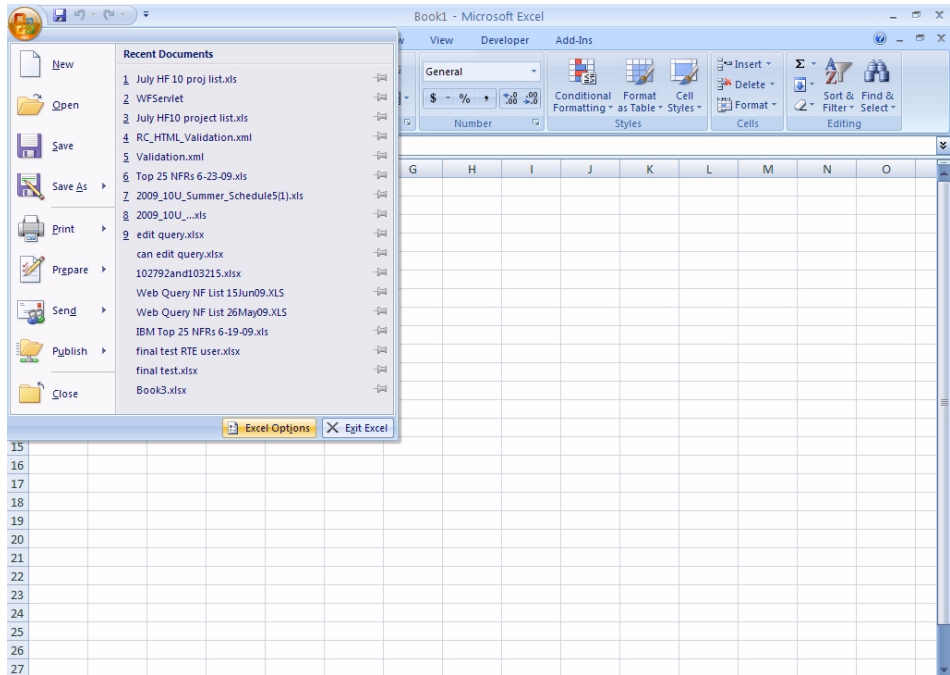 Book1 - Microsoft Excel
View Developer Add-Ins
New
Open
Save
Save As
Print
Prepare
Send
Publish
Close
Recent Documents
1 July HF 10 proj list.xls
2 WFServlet
3 July HF10 project list.xls
4 RC_HTML_Validation.xml
5 Validation.xml
6 Top 25 NFRs 6-23-09.xls
7 2009_10U_Summer_Schedule5(1).xls
8 2009_10U_...xls
9 edit query.xlsx
can edit query.xlsx
102792and103215.xlsx
Web Query NF List 15Jun09.XLS
Web Query NF List 26May09.XLS
IBM Top 25 NFRs 6-19-09.xls
final test RTE user.xlsx
final test.xlsx
Book3.xlsx
Excel Options
Exit Excel
General
$ % ,
Number
Conditional Formatting
Format as Table
Cell Styles
Styles
Insert
Delete
Format
Cells
Σ
Sort & Filter
Find & Select
Editing
G H I J K L M N O
15
16
17
18
19
20
21
22
23
24
25
26
27